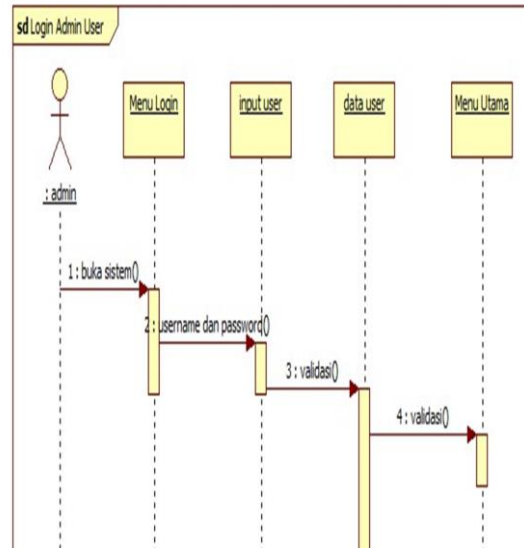 sd Login Admin User
Menu Login
input user
data user
Menu Utama
: admin
1 : buka sistem()
2 : username dan password()
3 : validasi()
4 : validasi()